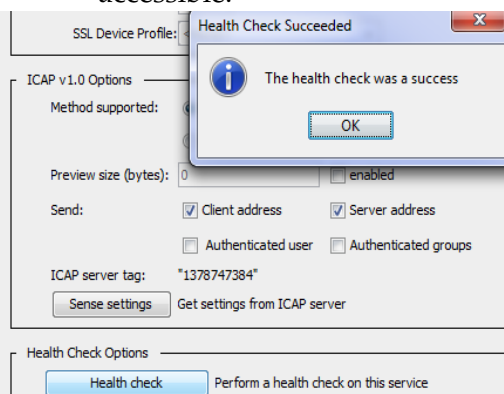 accessible.
SSL Device Profile:
Health Check Succeeded
The health check was a success
OK
ICAP v1.0 Options
Method supported:
Preview size (bytes): 0 enabled
Send: Client address Server address
Authenticated user Authenticated groups
ICAP server tag: "1378747384"
Sense settings Get settings from ICAP server
Health Check Options
Health check Perform a health check on this service